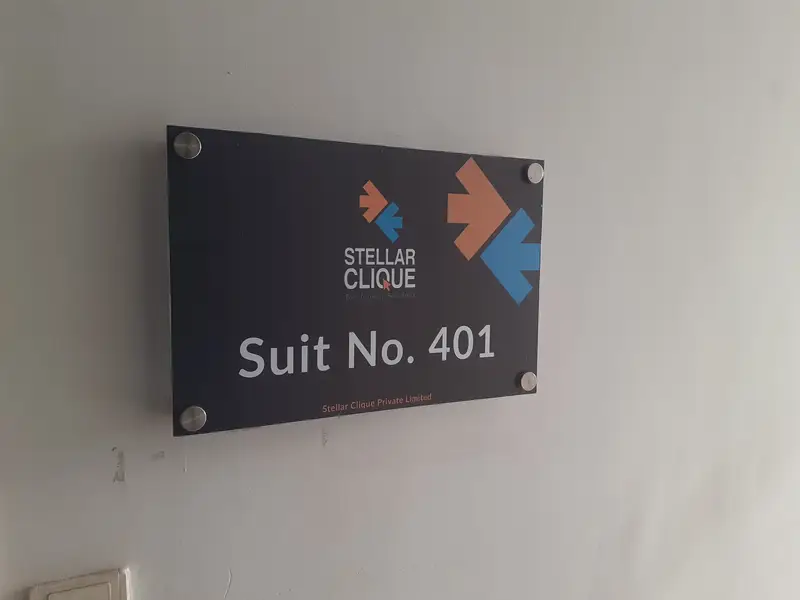 STELLAR
CLIQUE
Suit No. 401
Stellar Clique Private Limited